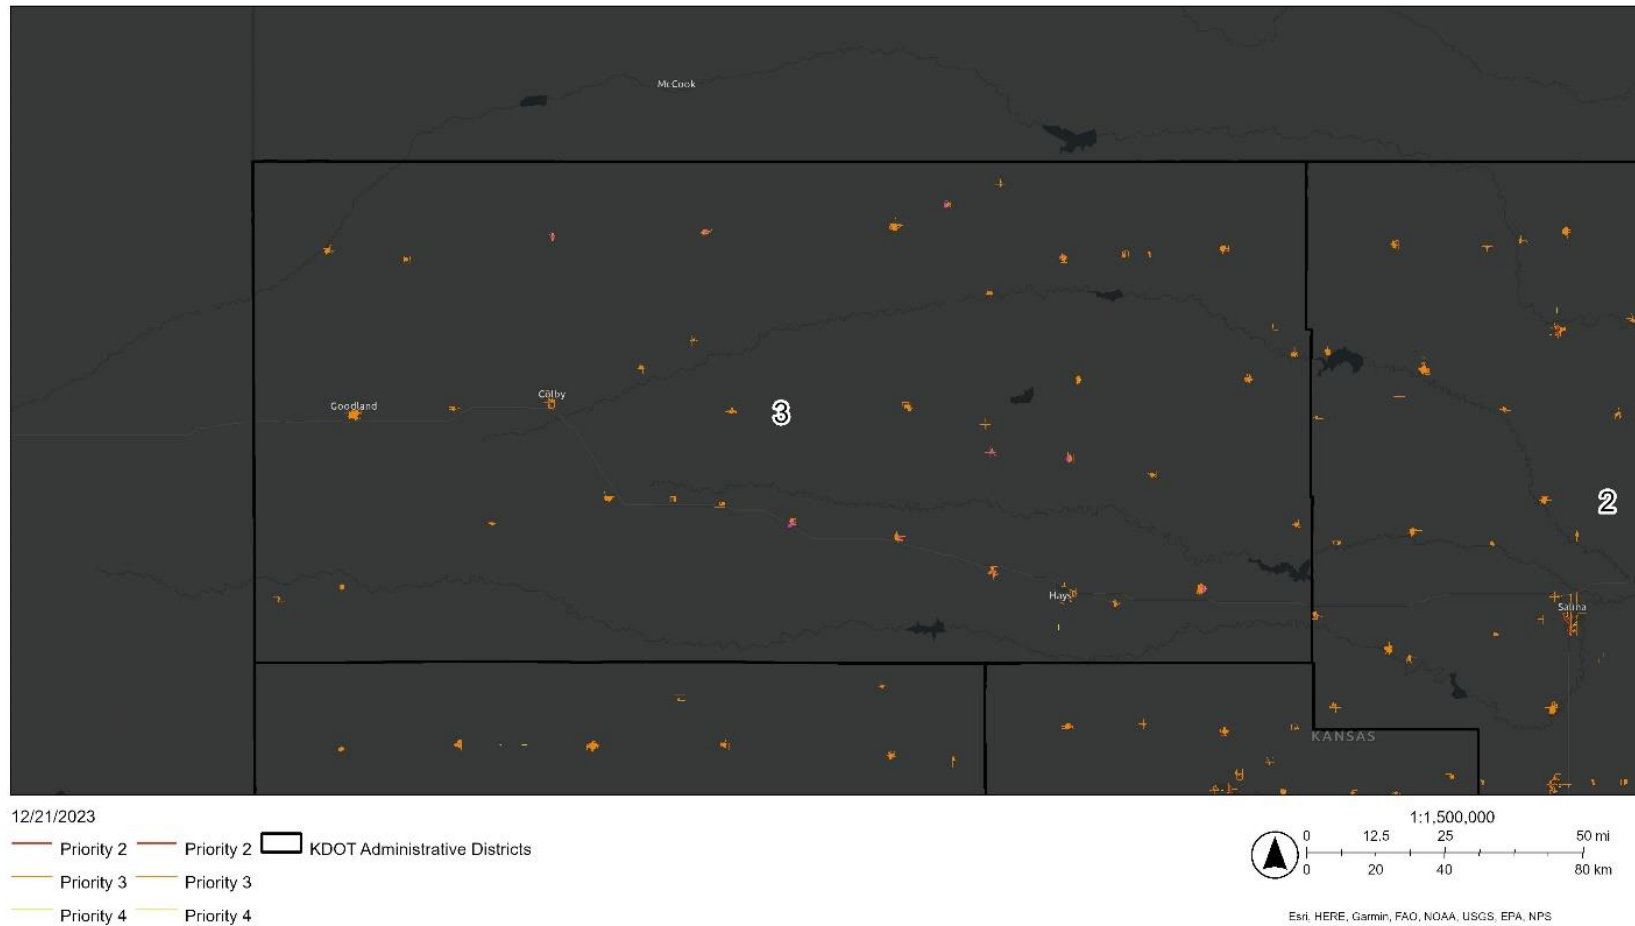 McCook
Goodland
Colby
3
2
Hays
Salina
KANSAS
12/21/2023
Priority 2 Priority 2 KDOT Administrative Districts
Priority 3 Priority 3
Priority 4 Priority 4
1:1,500,000
0 12.5 25 50 mi
0 20 40 80 km
Esri, HERE, Garmin, FAO, NOAA, USGS, EPA, NPS